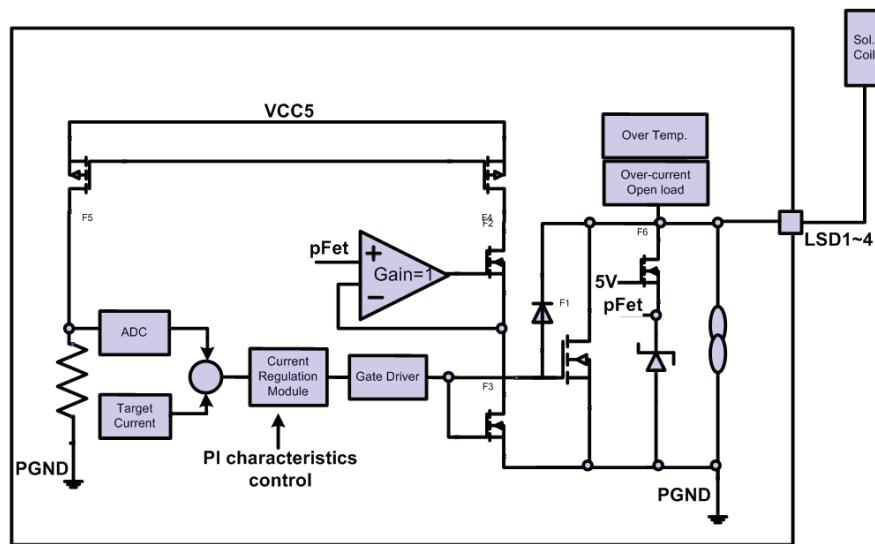 Sol.
Coil
VCC5
Over Temp.
Over-current
Open load
F5
F4
F2
F6
LSD1~4
pFet
+
Gain=1
−
5V
pFet
F1
ADC
Current
Regulation
Module
Gate Driver
F3
Target
Current
PI characteristics
control
PGND
PGND